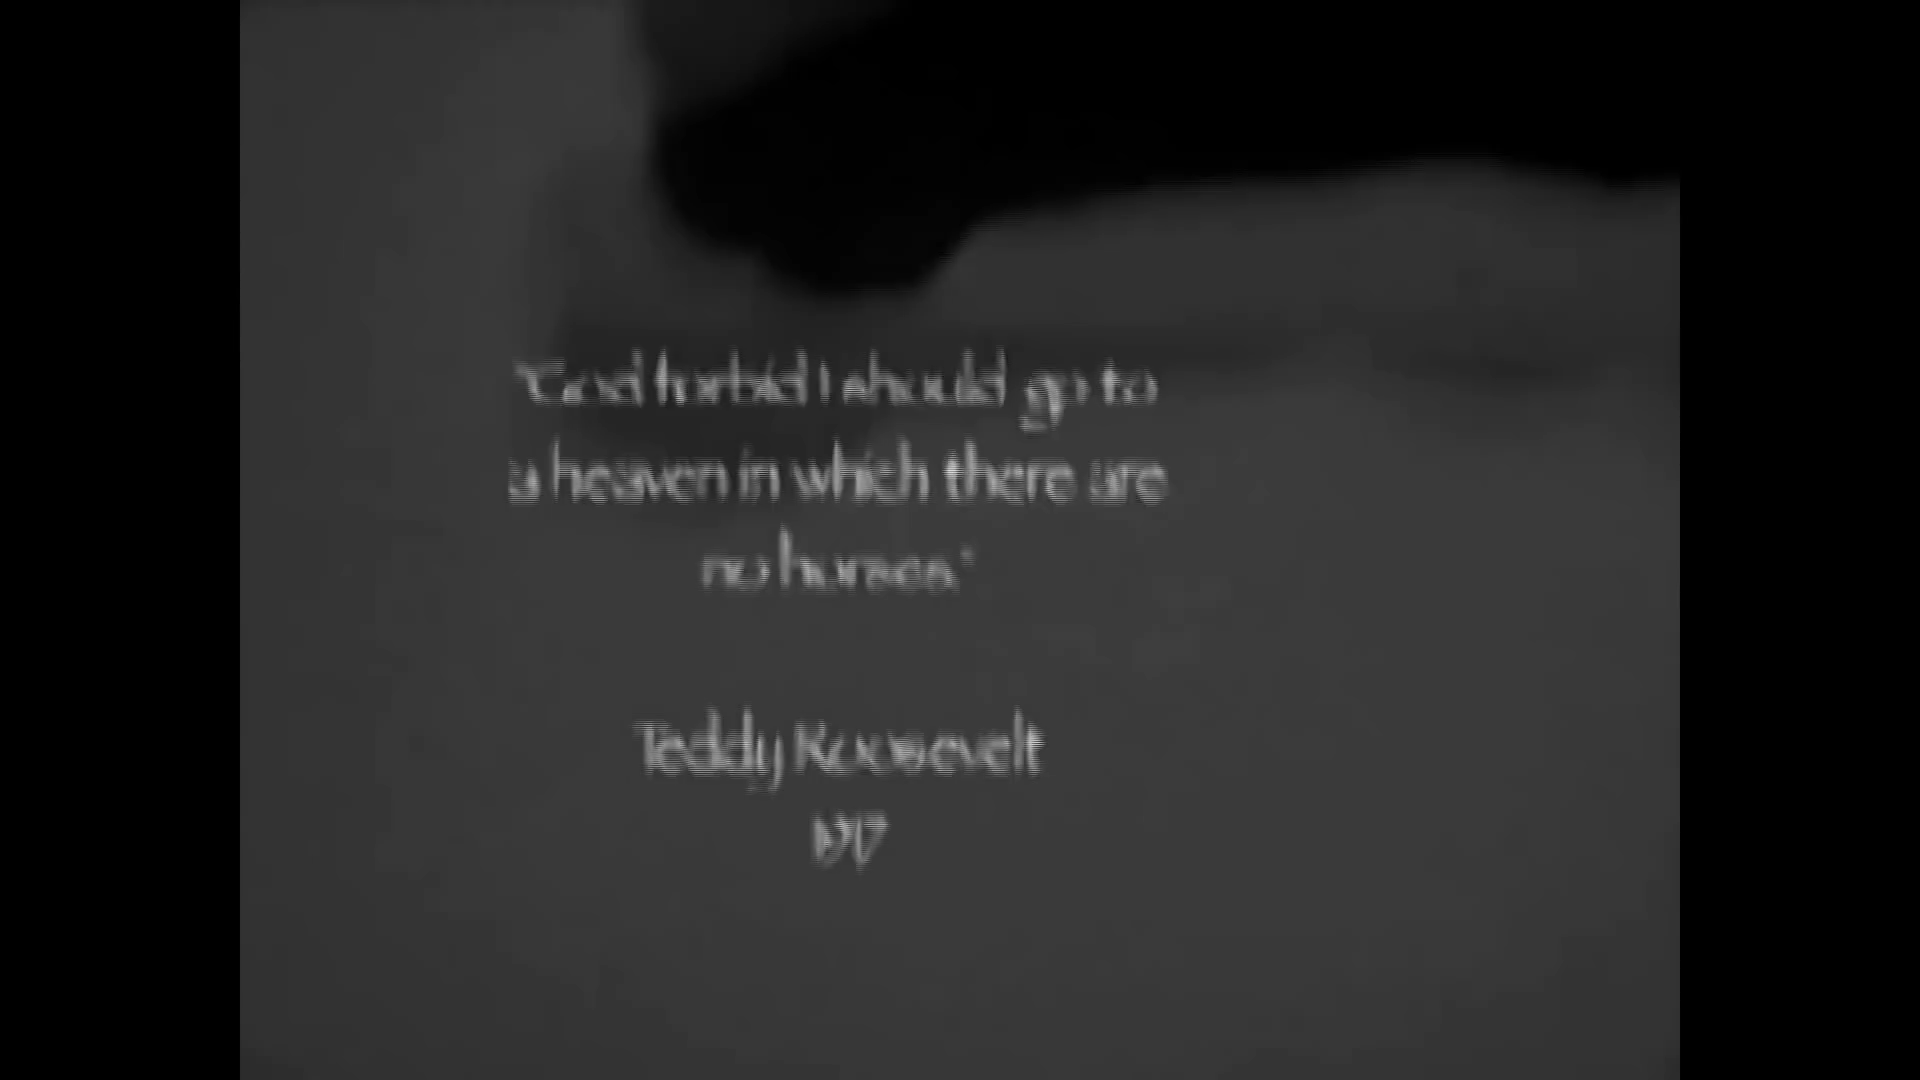 "God forbid I should go to
a heaven in which there are
no horses."
Teddy Roosevelt